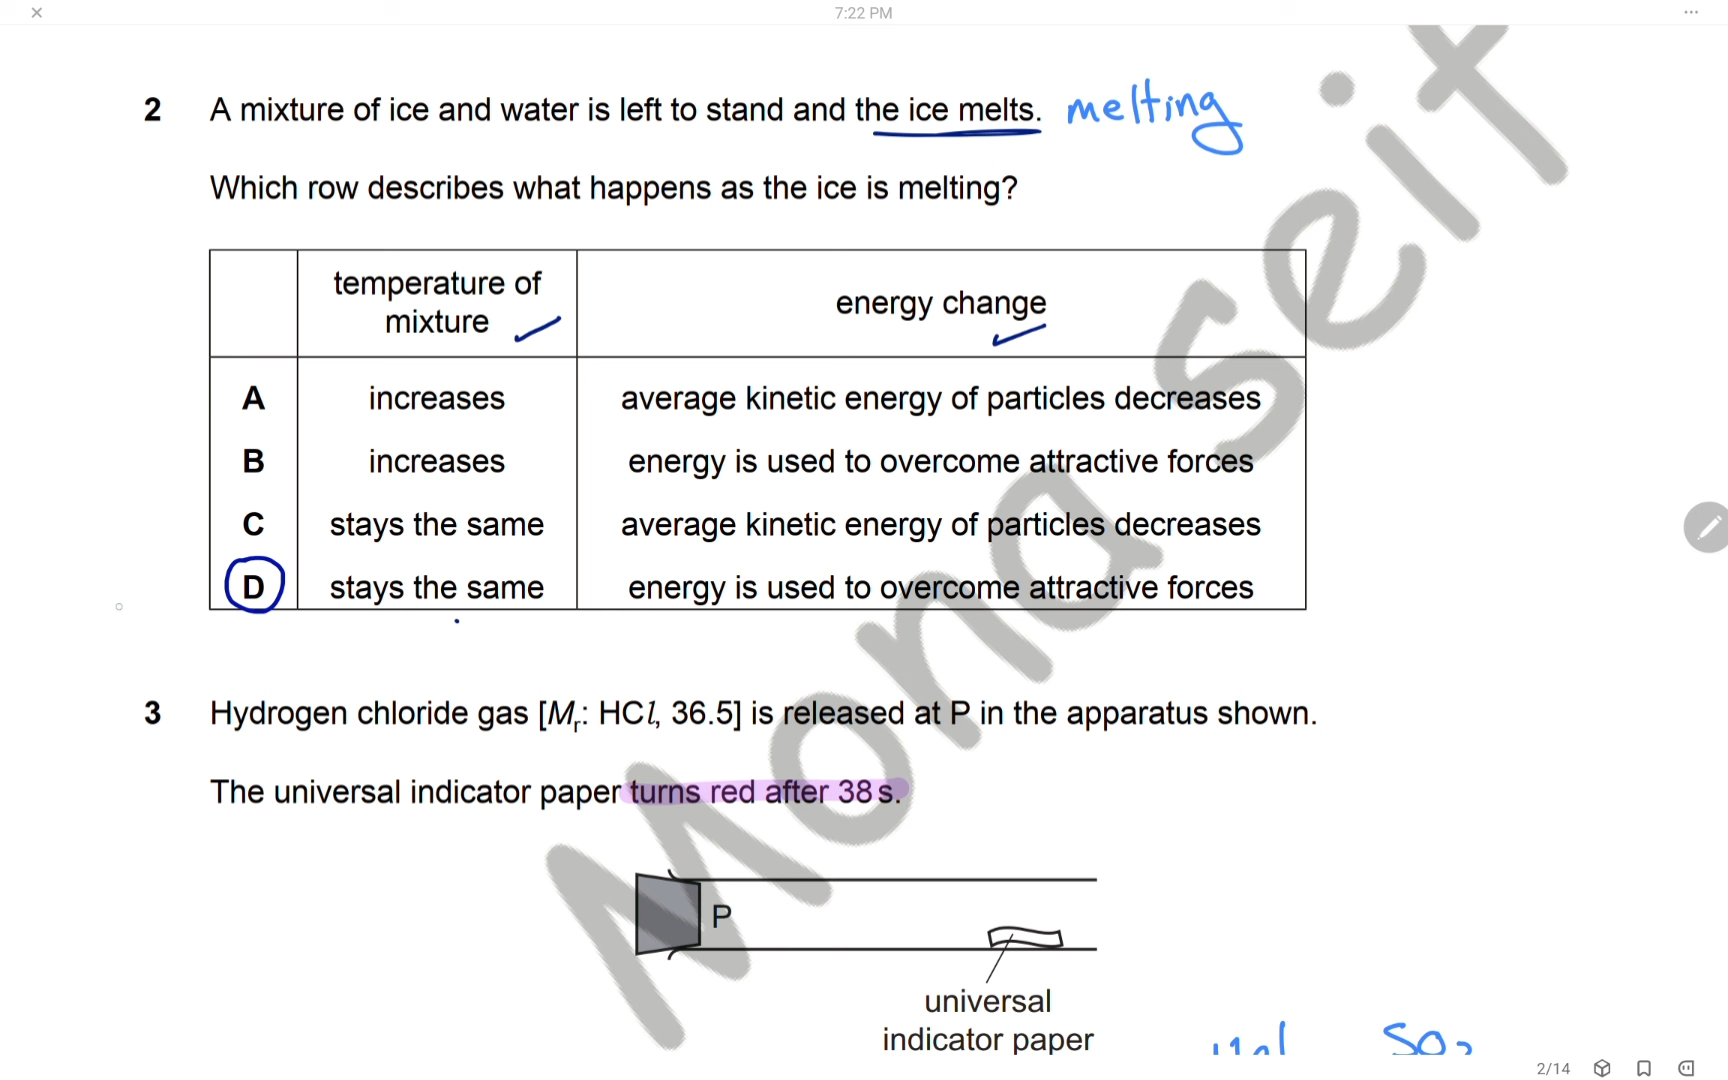 7:22 PM
2 A mixture of ice and water is left to stand and the ice melts. melting
Which row describes what happens as the ice is melting?
temperature of mixture energy change
A increases average kinetic energy of particles decreases
B increases energy is used to overcome attractive forces
C stays the same average kinetic energy of particles decreases
D stays the same energy is used to overcome attractive forces
3 Hydrogen chloride gas [Mr: HCl, 36.5] is released at P in the apparatus shown.
The universal indicator paper turns red after 38 s.
P
universal
indicator paper
2/14
Mona seit